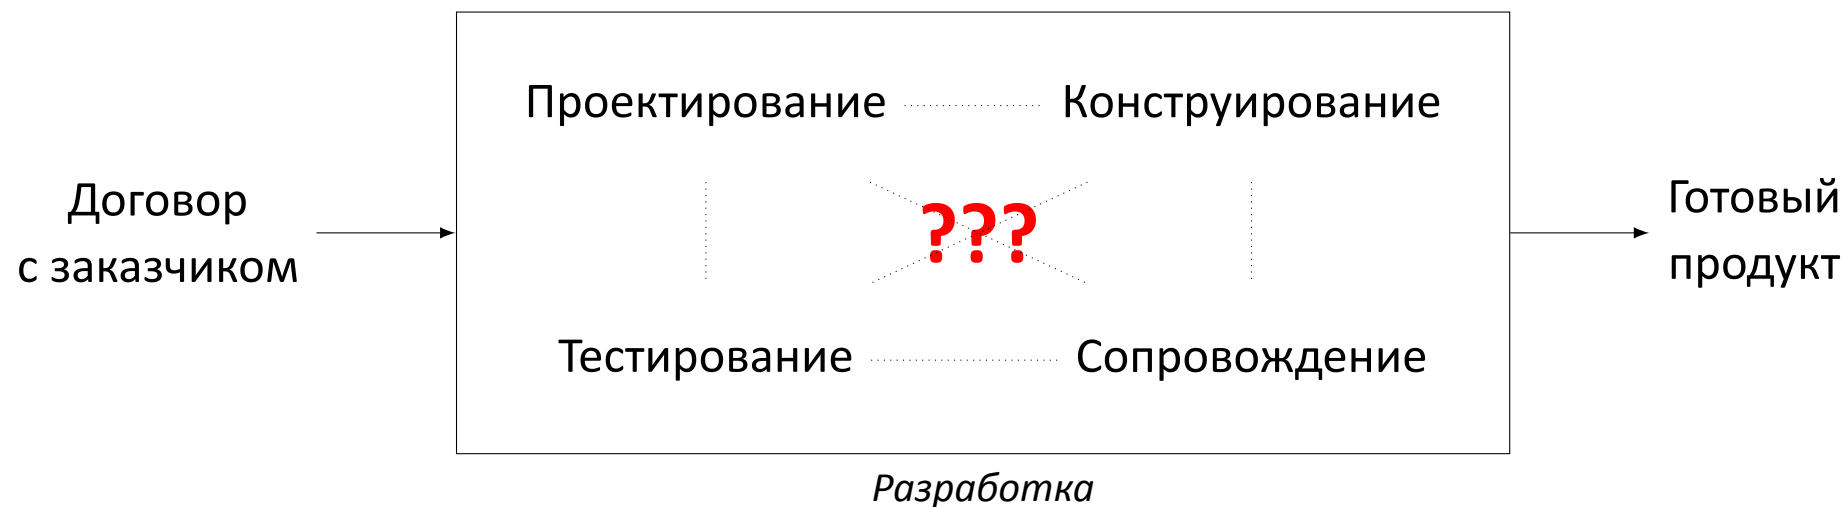 Проектирование
Конструирование
Договор
с заказчиком
???
Готовый
продукт
Тестирование
Сопровождение
Разработка